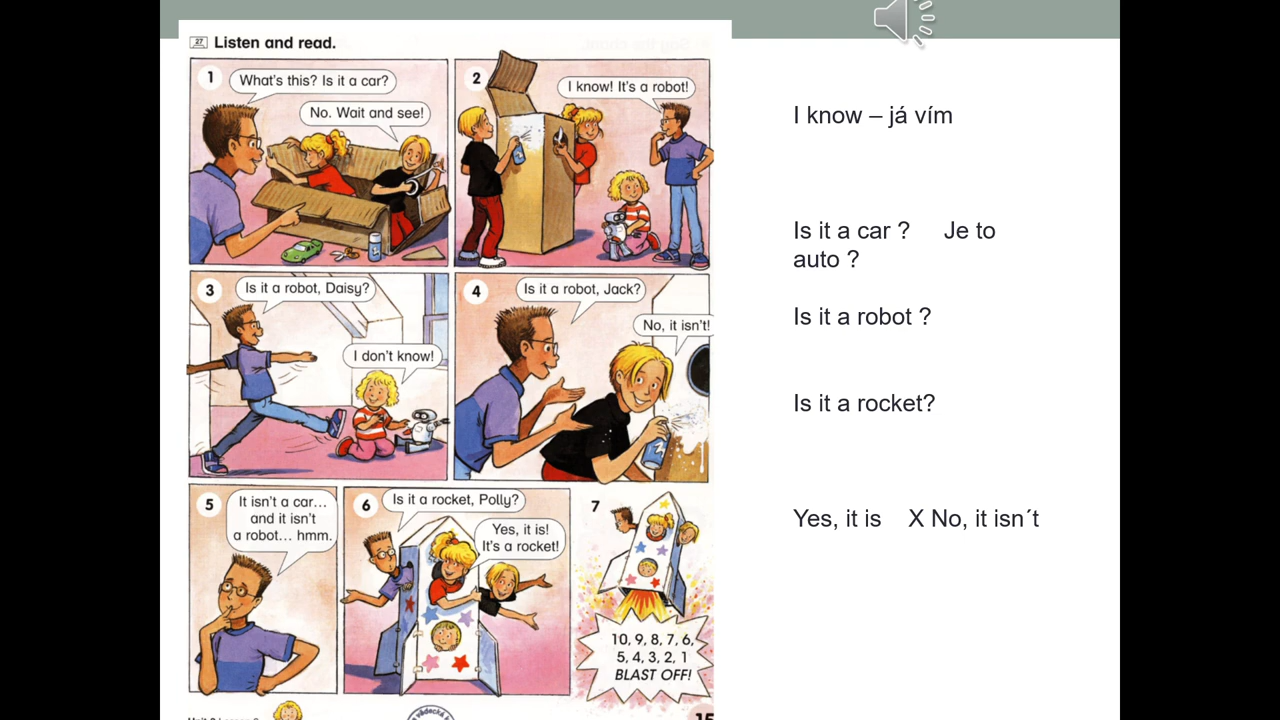 27 Listen and read.
1
What's this? Is it a car?
No. Wait and see!
2
I know! It's a robot!
3
Is it a robot, Daisy?
I don't know!
4
Is it a robot, Jack?
No, it isn't!
5
It isn't a car...
and it isn't
a robot... hmm.
6
Is it a rocket, Polly?
Yes, it is!
It's a rocket!
7
10, 9, 8, 7, 6,
5, 4, 3, 2, 1
BLAST OFF!
15
I know – já vím
Is it a car ? Je to
auto ?
Is it a robot ?
Is it a rocket?
Yes, it is X No, it isn´t